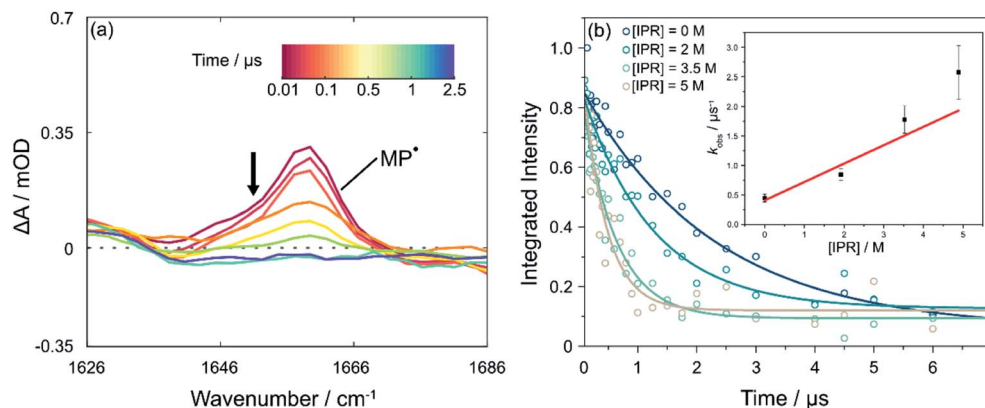 (a)
Time / µs
0.01 0.1 0.5 1 2.5
MP•
0.7
0.35
0
-0.35
ΔA / mOD
1626 1646 1666 1686
Wavenumber / cm⁻¹
(b)
[IPR] = 0 M
[IPR] = 2 M
[IPR] = 3.5 M
[IPR] = 5 M
1.0
0.8
0.6
0.4
0.2
0
Integrated Intensity
0 1 2 3 4 5 6
Time / µs
3.0
2.5
2.0
1.5
1.0
0.5
0.0
kobs / µs⁻¹
0 1 2 3 4 5
[IPR] / M